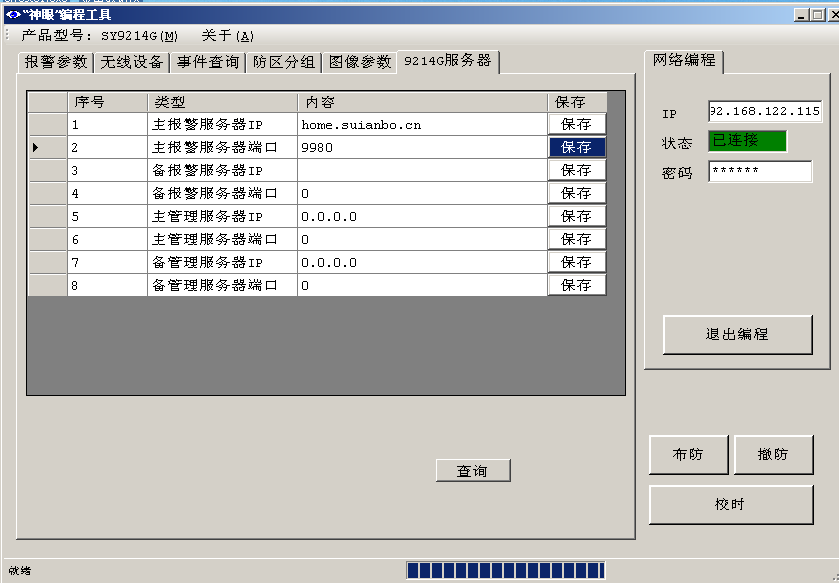 "神眼"编程工具
产品型号: SY9214G(M) 关于(A)
报警参数 无线设备 事件查询 防区分组 图像参数 9214G服务器
序号 类型 内容 保存
1 主报警服务器IP home.suianbo.cn 保存
2 主报警服务器端口 9980 保存
3 备报警服务器IP 保存
4 备报警服务器端口 0 保存
5 主管理服务器IP 0.0.0.0 保存
6 主管理服务器端口 0 保存
7 备管理服务器IP 0.0.0.0 保存
8 备管理服务器端口 0 保存
查询
网络编程
IP 92.168.122.115
状态 已连接
密码 ******
退出编程
布防 撤防
校时
就绪